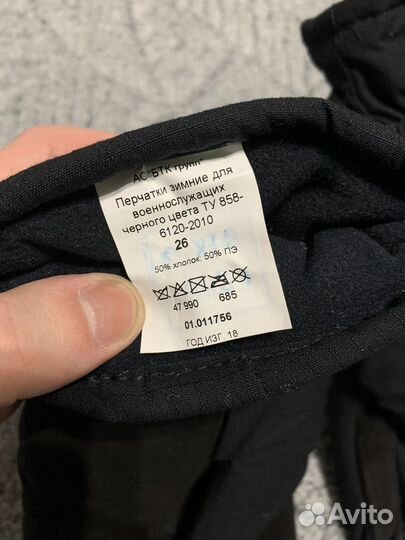 АС "БТК групп"
Перчатки зимние для
военнослужащих
черного цвета ТУ 858-
6120-2010
26
50% хлопок, 50% ПЭ
47 990 685
01.011756
ГОД ИЗГ. 18
Avito